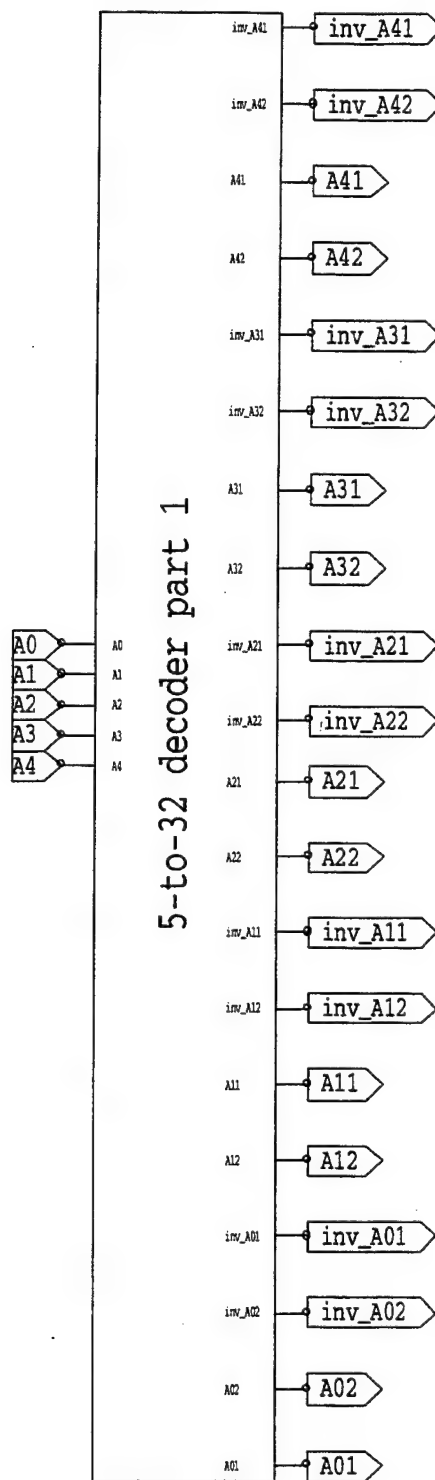 inv_A41 inv_A41
inv_A42 inv_A42
A41 A41
A42 A42
inv_A31 inv_A31
inv_A32 inv_A32
A31 A31
A32 A32
5-to-32 decoder part 1
A0 A0
A1 A1
A2 A2
A3 A3
A4 A4
inv_A21 inv_A21
inv_A22 inv_A22
A21 A21
A22 A22
inv_A11 inv_A11
inv_A12 inv_A12
A11 A11
A12 A12
inv_A01 inv_A01
inv_A02 inv_A02
A02 A02
A01 A01